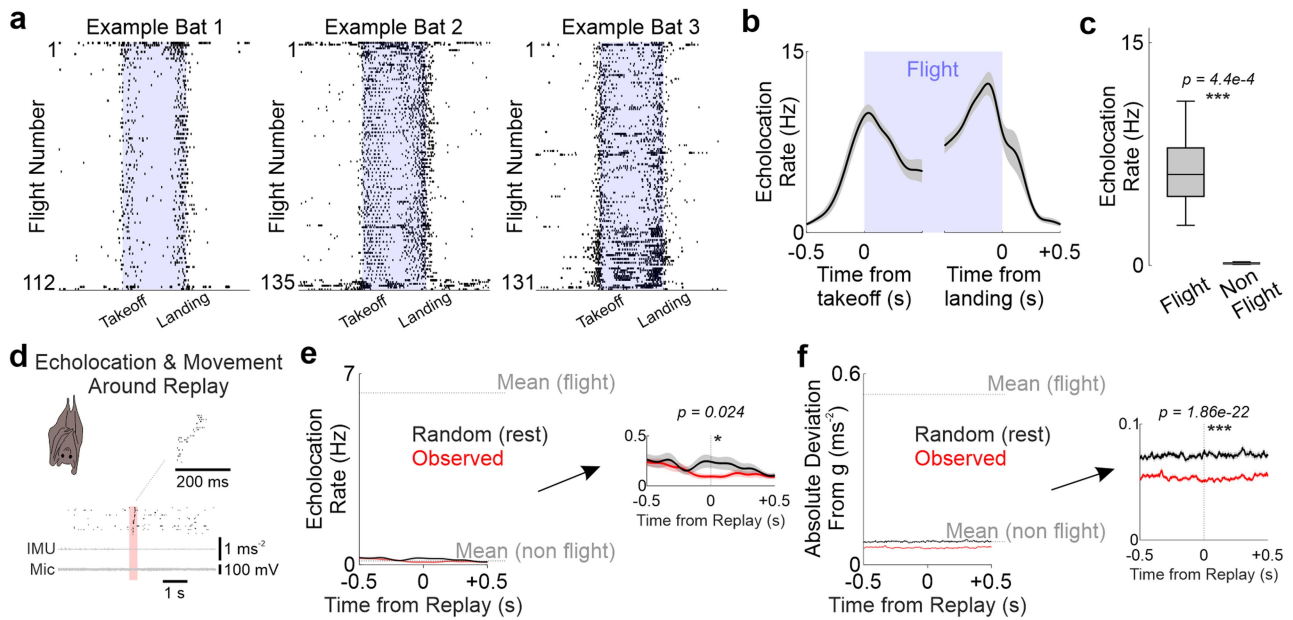 a
Example Bat 1
Example Bat 2
Example Bat 3
Flight Number
1
112
Takeoff
Landing
Flight Number
1
135
Takeoff
Landing
Flight Number
1
131
Takeoff
Landing
b
Echolocation
Rate (Hz)
15
0
Flight
-0.5
0
0
+0.5
Time from
takeoff (s)
Time from
landing (s)
c
Echolocation
Rate (Hz)
15
0
p = 4.4e-4
***
Flight
Non
Flight
d
Echolocation & Movement
Around Replay
200 ms
IMU
1 ms-2
Mic
100 mV
1 s
e
Echolocation
Rate (Hz)
7
0
Mean (flight)
Random (rest)
Observed
Mean (non flight)
-0.5
0
+0.5
Time from Replay (s)
p = 0.024
*
0.5
0
-0.5
0
+0.5
Time from Replay (s)
f
Absolute Deviation
From g (ms-2)
0.6
0
Mean (flight)
Random (rest)
Observed
Mean (non flight)
-0.5
0
+0.5
Time from Replay (s)
p = 1.86e-22
***
0.1
0
-0.5
0
+0.5
Time from Replay (s)